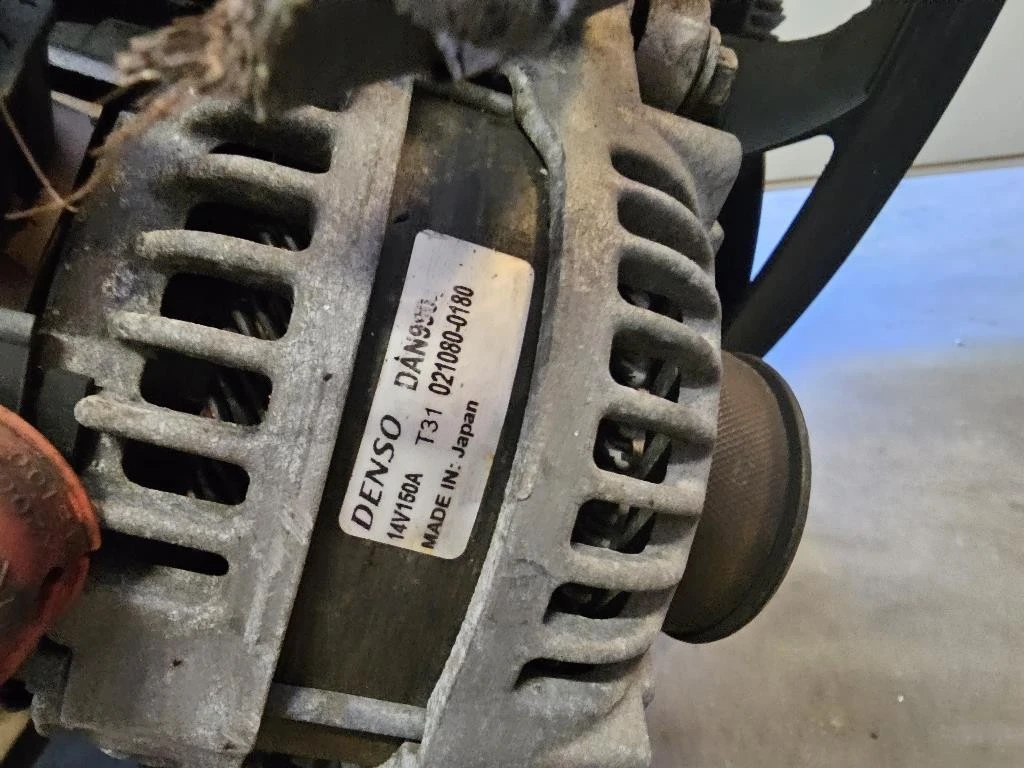 DENSO
14V150A T31 021080-0180
MADE IN: Japan